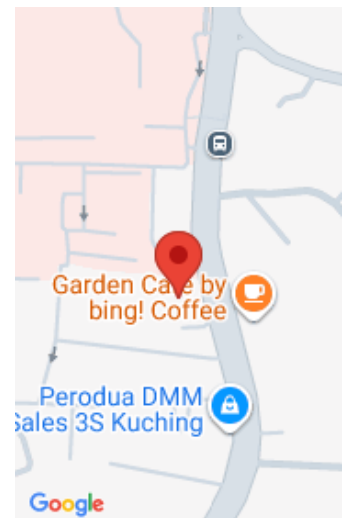 Garden Cafe by
bing! Coffee
Perodua DMM
Sales 3S Kuching
Google